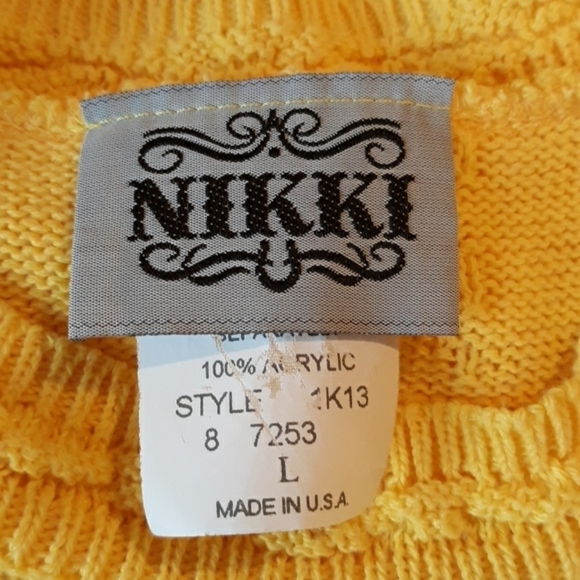 NIKKI
100% ACRYLIC
STYLE 1K13
8 7253
L
MADE IN U.S.A.